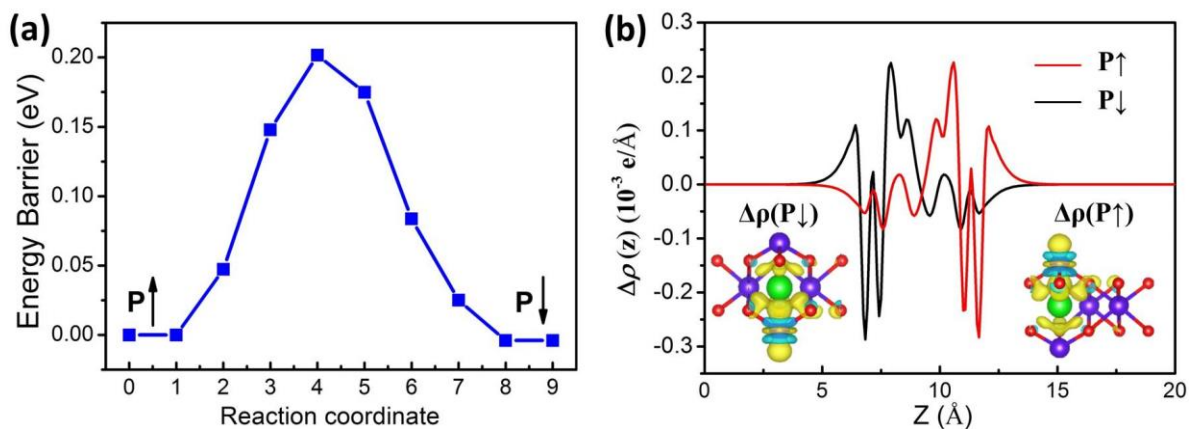 (a)
Energy Barrier (eV)
0.20
0.15
0.10
0.05
0.00
P
P
0 1 2 3 4 5 6 7 8 9
Reaction coordinate
(b)
Δρ(z) (10⁻³ e/Å)
0.3
0.2
0.1
0.0
-0.1
-0.2
-0.3
P↑
P↓
Δρ(P↓)
Δρ(P↑)
0 5 10 15 20
Z (Å)